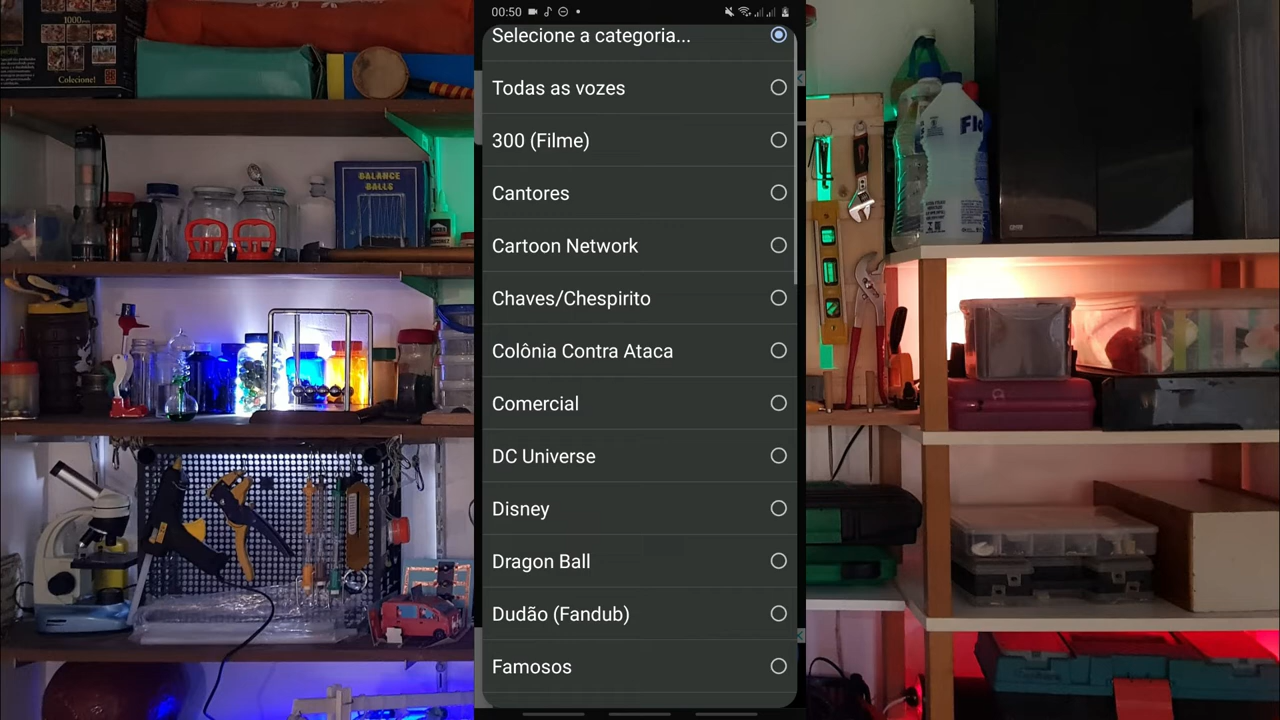 1000
Colecione!
BALANCE
BALLS
00:50
Selecione a categoria...
Todas as vozes
300 (Filme)
Cantores
Cartoon Network
Chaves/Chespirito
Colônia Contra Ataca
Comercial
DC Universe
Disney
Dragon Ball
Dudão (Fandub)
Famosos